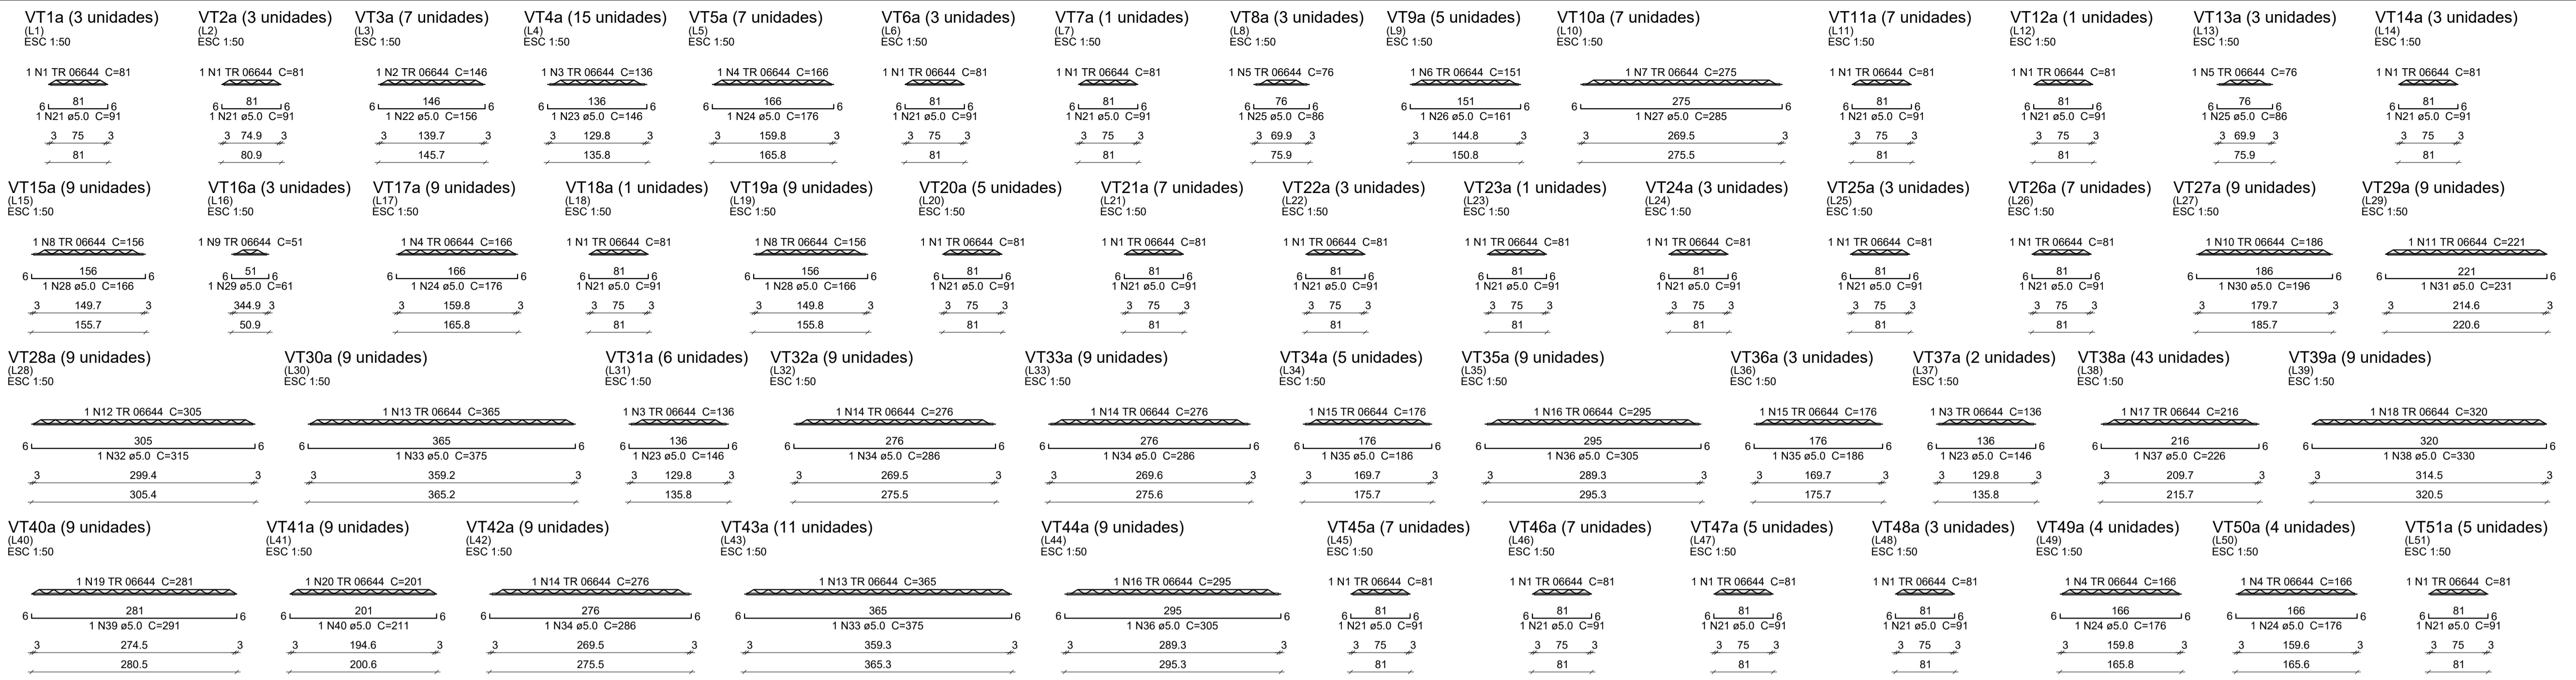 VT1a (3 unidades)
(L1)
ESC 1:50
1 N1 TR 06644 C=81
6 81 6
1 N21 ø5.0 C=91
3 75 3
81
VT2a (3 unidades)
(L2)
ESC 1:50
1 N1 TR 06644 C=81
6 81 6
1 N21 ø5.0 C=91
3 74.9 3
80.9
VT3a (7 unidades)
(L3)
ESC 1:50
1 N2 TR 06644 C=146
6 146 6
1 N22 ø5.0 C=156
3 139.7 3
145.7
VT4a (15 unidades)
(L4)
ESC 1:50
1 N3 TR 06644 C=136
6 136 6
1 N23 ø5.0 C=146
3 129.8 3
135.8
VT5a (7 unidades)
(L5)
ESC 1:50
1 N4 TR 06644 C=166
6 166 6
1 N24 ø5.0 C=176
3 159.8 3
165.8
VT6a (3 unidades)
(L6)
ESC 1:50
1 N1 TR 06644 C=81
6 81 6
1 N21 ø5.0 C=91
3 75 3
81
VT7a (1 unidades)
(L7)
ESC 1:50
1 N1 TR 06644 C=81
6 81 6
1 N21 ø5.0 C=91
3 75 3
81
VT8a (3 unidades)
(L8)
ESC 1:50
1 N5 TR 06644 C=76
6 76 6
1 N25 ø5.0 C=86
3 69.9 3
75.9
VT9a (5 unidades)
(L9)
ESC 1:50
1 N6 TR 06644 C=151
6 151 6
1 N26 ø5.0 C=161
3 144.8 3
150.8
VT10a (7 unidades)
(L10)
ESC 1:50
1 N7 TR 06644 C=275
6 275 6
1 N27 ø5.0 C=285
3 269.5 3
275.5
VT11a (7 unidades)
(L11)
ESC 1:50
1 N1 TR 06644 C=81
6 81 6
1 N21 ø5.0 C=91
3 75 3
81
VT12a (1 unidades)
(L12)
ESC 1:50
1 N1 TR 06644 C=81
6 81 6
1 N21 ø5.0 C=91
3 75 3
81
VT13a (3 unidades)
(L13)
ESC 1:50
1 N5 TR 06644 C=76
6 76 6
1 N25 ø5.0 C=86
3 69.9 3
75.9
VT14a (3 unidades)
(L14)
ESC 1:50
1 N1 TR 06644 C=81
6 81 6
1 N21 ø5.0 C=91
3 75 3
81
VT15a (9 unidades)
(L15)
ESC 1:50
1 N8 TR 06644 C=156
6 156 6
1 N28 ø5.0 C=166
3 149.7 3
155.7
VT16a (3 unidades)
(L16)
ESC 1:50
1 N9 TR 06644 C=51
6 51 6
1 N29 ø5.0 C=61
344.9 3
50.9
VT17a (9 unidades)
(L17)
ESC 1:50
1 N4 TR 06644 C=166
6 166 6
1 N24 ø5.0 C=176
3 159.8 3
165.8
VT18a (1 unidades)
(L18)
ESC 1:50
1 N1 TR 06644 C=81
6 81 6
1 N21 ø5.0 C=91
3 75 3
81
VT19a (9 unidades)
(L19)
ESC 1:50
1 N8 TR 06644 C=156
6 156 6
1 N28 ø5.0 C=166
3 149.8 3
155.8
VT20a (5 unidades)
(L20)
ESC 1:50
1 N1 TR 06644 C=81
6 81 6
1 N21 ø5.0 C=91
3 75 3
81
VT21a (7 unidades)
(L21)
ESC 1:50
1 N1 TR 06644 C=81
6 81 6
1 N21 ø5.0 C=91
3 75 3
81
VT22a (3 unidades)
(L22)
ESC 1:50
1 N1 TR 06644 C=81
6 81 6
1 N21 ø5.0 C=91
3 75 3
81
VT23a (1 unidades)
(L23)
ESC 1:50
1 N1 TR 06644 C=81
6 81 6
1 N21 ø5.0 C=91
3 75 3
81
VT24a (3 unidades)
(L24)
ESC 1:50
1 N1 TR 06644 C=81
6 81 6
1 N21 ø5.0 C=91
3 75 3
81
VT25a (3 unidades)
(L25)
ESC 1:50
1 N1 TR 06644 C=81
6 81 6
1 N21 ø5.0 C=91
3 75 3
81
VT26a (7 unidades)
(L26)
ESC 1:50
1 N1 TR 06644 C=81
6 81 6
1 N21 ø5.0 C=91
3 75 3
81
VT27a (9 unidades)
(L27)
ESC 1:50
1 N10 TR 06644 C=186
6 186 6
1 N30 ø5.0 C=196
3 179.7 3
185.7
VT29a (9 unidades)
(L29)
ESC 1:50
1 N11 TR 06644 C=221
6 221 6
1 N31 ø5.0 C=231
3 214.6 3
220.6
VT28a (9 unidades)
(L28)
ESC 1:50
1 N12 TR 06644 C=305
6 305 6
1 N32 ø5.0 C=315
3 299.4 3
305.4
VT30a (9 unidades)
(L30)
ESC 1:50
1 N13 TR 06644 C=365
6 365 6
1 N33 ø5.0 C=375
3 359.2 3
365.2
VT31a (6 unidades)
(L31)
ESC 1:50
1 N3 TR 06644 C=136
6 136 6
1 N23 ø5.0 C=146
3 129.8 3
135.8
VT32a (9 unidades)
(L32)
ESC 1:50
1 N14 TR 06644 C=276
6 276 6
1 N34 ø5.0 C=286
3 269.5 3
275.5
VT33a (9 unidades)
(L33)
ESC 1:50
1 N14 TR 06644 C=276
6 276 6
1 N34 ø5.0 C=286
3 269.6 3
275.6
VT34a (5 unidades)
(L34)
ESC 1:50
1 N15 TR 06644 C=176
6 176 6
1 N35 ø5.0 C=186
3 169.7 3
175.7
VT35a (9 unidades)
(L35)
ESC 1:50
1 N16 TR 06644 C=295
6 295 6
1 N36 ø5.0 C=305
3 289.3 3
295.3
VT36a (3 unidades)
(L36)
ESC 1:50
1 N15 TR 06644 C=176
6 176 6
1 N35 ø5.0 C=186
3 169.7 3
175.7
VT37a (2 unidades)
(L37)
ESC 1:50
1 N3 TR 06644 C=136
6 136 6
1 N23 ø5.0 C=146
3 129.8 3
135.8
VT38a (43 unidades)
(L38)
ESC 1:50
1 N17 TR 06644 C=216
6 216 6
1 N37 ø5.0 C=226
3 209.7 3
215.7
VT39a (9 unidades)
(L39)
ESC 1:50
1 N18 TR 06644 C=320
6 320 6
1 N38 ø5.0 C=330
3 314.5 3
320.5
VT40a (9 unidades)
(L40)
ESC 1:50
1 N19 TR 06644 C=281
6 281 6
1 N39 ø5.0 C=291
3 274.5 3
280.5
VT41a (9 unidades)
(L41)
ESC 1:50
1 N20 TR 06644 C=201
6 201 6
1 N40 ø5.0 C=211
3 194.6 3
200.6
VT42a (9 unidades)
(L42)
ESC 1:50
1 N14 TR 06644 C=276
6 276 6
1 N34 ø5.0 C=286
3 269.5 3
275.5
VT43a (11 unidades)
(L43)
ESC 1:50
1 N13 TR 06644 C=365
6 365 6
1 N33 ø5.0 C=375
3 359.3 3
365.3
VT44a (9 unidades)
(L44)
ESC 1:50
1 N16 TR 06644 C=295
6 295 6
1 N36 ø5.0 C=305
3 289.3 3
295.3
VT45a (7 unidades)
(L45)
ESC 1:50
1 N1 TR 06644 C=81
6 81 6
1 N21 ø5.0 C=91
3 75 3
81
VT46a (7 unidades)
(L46)
ESC 1:50
1 N1 TR 06644 C=81
6 81 6
1 N21 ø5.0 C=91
3 75 3
81
VT47a (5 unidades)
(L47)
ESC 1:50
1 N1 TR 06644 C=81
6 81 6
1 N21 ø5.0 C=91
3 75 3
81
VT48a (3 unidades)
(L48)
ESC 1:50
1 N1 TR 06644 C=81
6 81 6
1 N21 ø5.0 C=91
3 75 3
81
VT49a (4 unidades)
(L49)
ESC 1:50
1 N4 TR 06644 C=166
6 166 6
1 N24 ø5.0 C=176
3 159.8 3
165.8
VT50a (4 unidades)
(L50)
ESC 1:50
1 N4 TR 06644 C=166
6 166 6
1 N24 ø5.0 C=176
3 159.6 3
165.6
VT51a (5 unidades)
(L51)
ESC 1:50
1 N1 TR 06644 C=81
6 81 6
1 N21 ø5.0 C=91
3 75 3
81